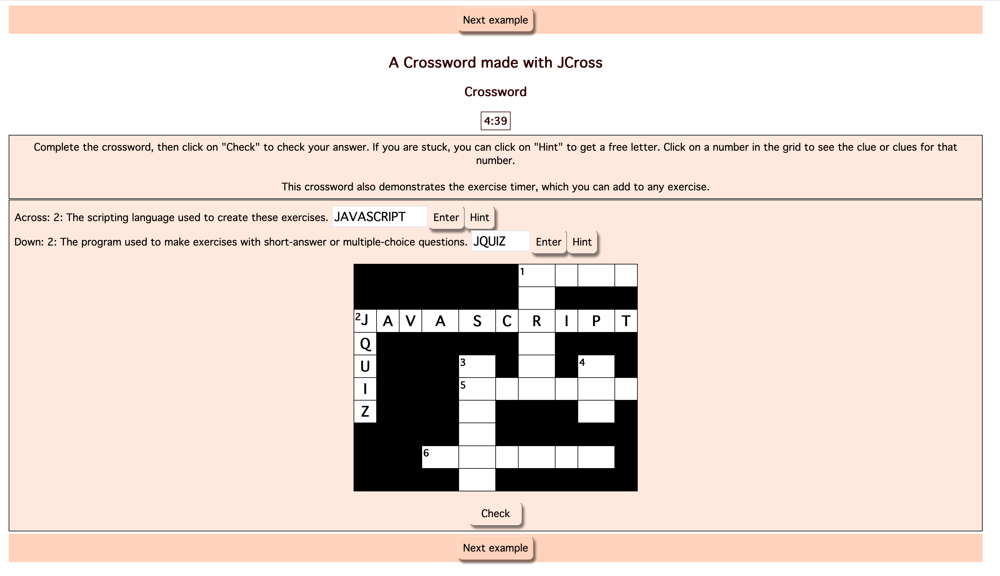 Next example
A Crossword made with JCross
Crossword
4:39
Complete the crossword, then click on "Check" to check your answer. If you are stuck, you can click on "Hint" to get a free letter. Click on a number in the grid to see the clue or clues for that
number.
This crossword also demonstrates the exercise timer, which you can add to any exercise.
Across: 2: The scripting language used to create these exercises. JAVASCRIPT Enter Hint
Down: 2: The program used to make exercises with short-answer or multiple-choice questions. JQUIZ Enter Hint
1
2 J A V A S C R I P T
Q
U 3 4
I 5
Z
6
Check
Next example